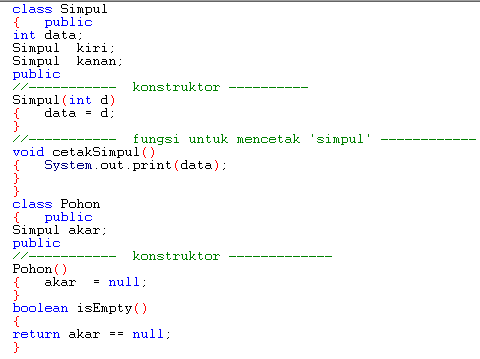 class Simpul
{   public
int data;
Simpul  kiri;
Simpul  kanan;
public
//-----------  konstruktor ----------
Simpul(int d)
{   data = d;
}
//-----------  fungsi untuk mencetak 'simpul' ------------
void cetakSimpul()
{   System.out.print(data);
}
}
class Pohon
{   public
Simpul akar;
public
//-----------  konstruktor -------------
Pohon()
{   akar  = null;
}
boolean isEmpty()
{
return akar == null;
}